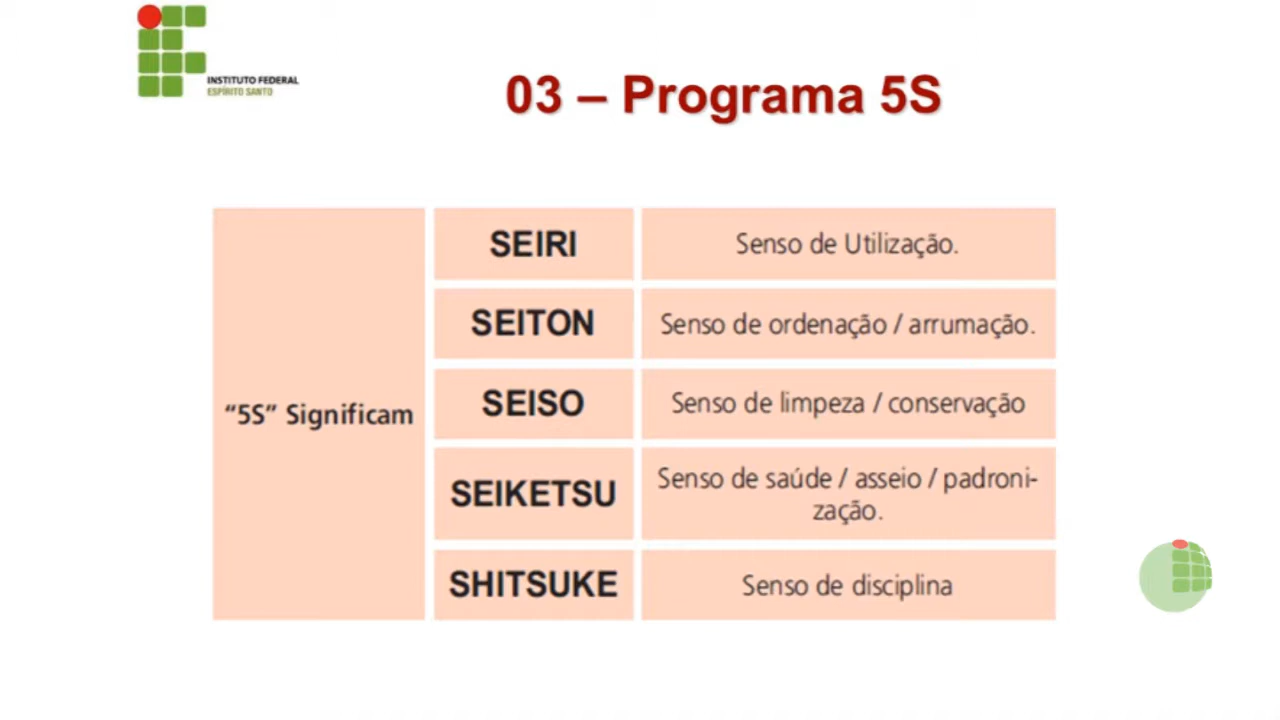 INSTITUTO FEDERAL
ESPÍRITO SANTO
03 – Programa 5S
“5S” Significam
SEIRI
Senso de Utilização.
SEITON
Senso de ordenação / arrumação.
SEISO
Senso de limpeza / conservação
SEIKETSU
Senso de saúde / asseio / padroni-
zação.
SHITSUKE
Senso de disciplina